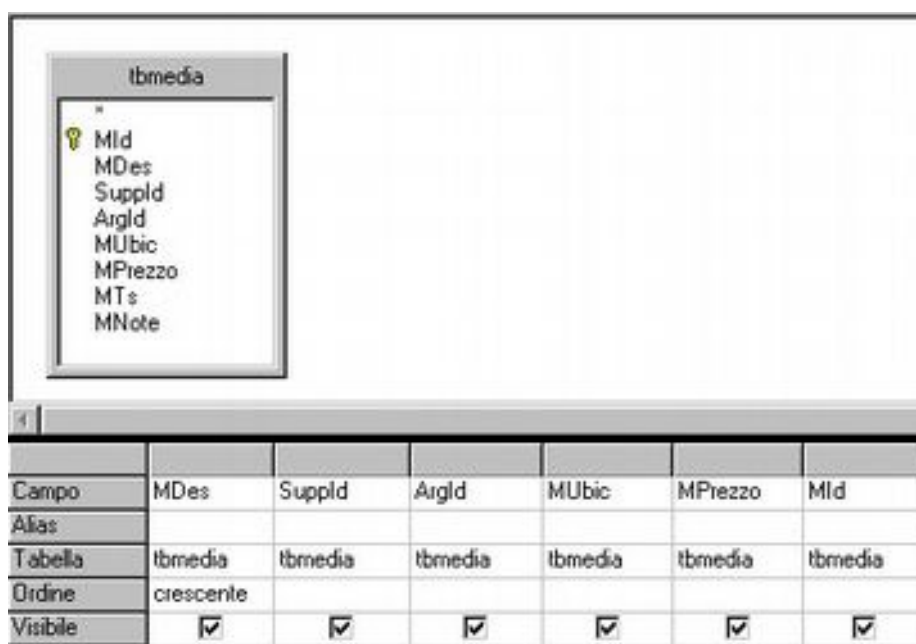 tbmedia
*
MId
MDes
SuppId
ArgId
MUbic
MPrezzo
MTs
MNote
Campo MDes SuppId ArgId MUbic MPrezzo MId
Alias
Tabella tbmedia tbmedia tbmedia tbmedia tbmedia tbmedia
Ordine crescente
Visibile